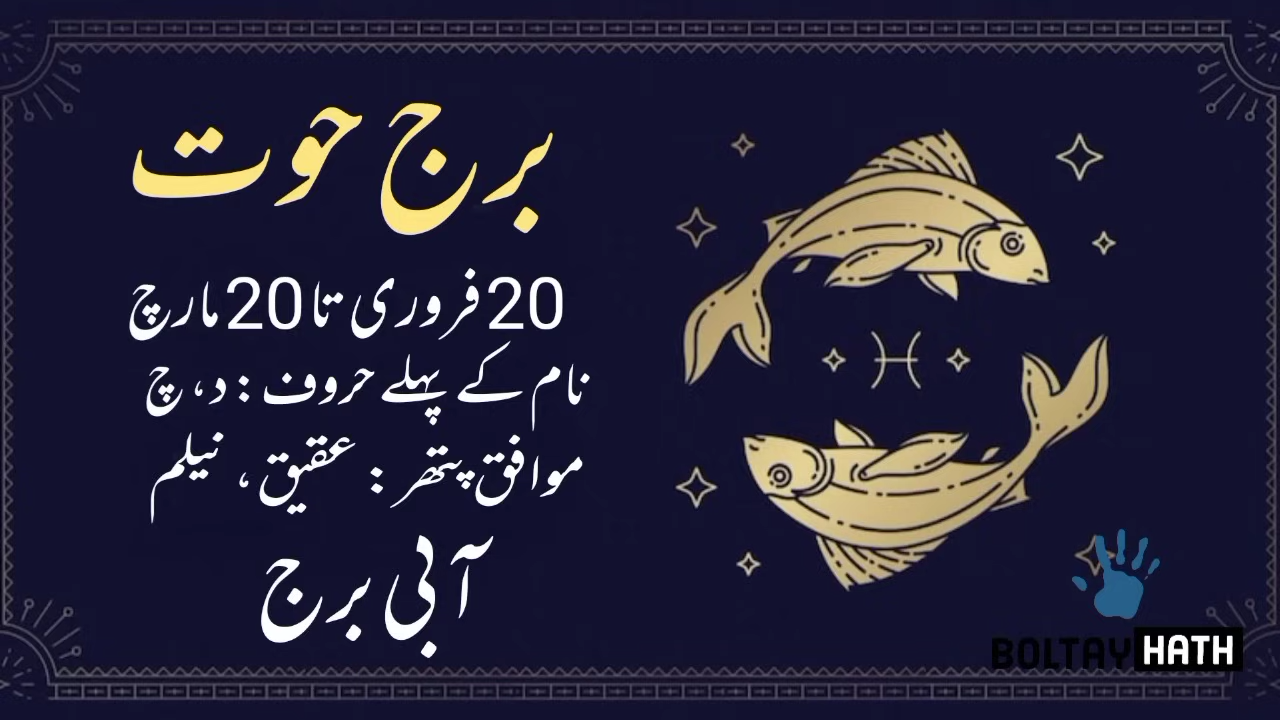 برج حوت
20 فروری تا 20 مارچ
نام کے پہلے حروف : د، چ
موافق پتھر : عقیق، نیلم
آبی برج
BOLTAY HATH